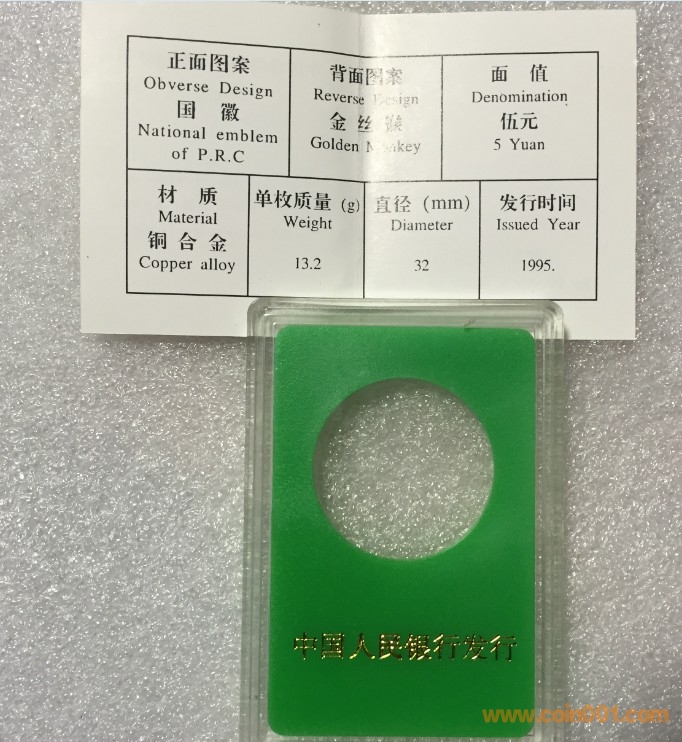 正面图案
Obverse Design
国 徽
National emblem
of P.R.C
背面图案
Reverse Design
金 丝 猴
Golden Monkey
面 值
Denomination
伍元
5 Yuan
材 质
Material
铜 合 金
Copper alloy
单枚质量 (g)
Weight
13.2
直径 (mm)
Diameter
32
发行时间
Issued Year
1995.
中国人民银行发行
www.coin001.com